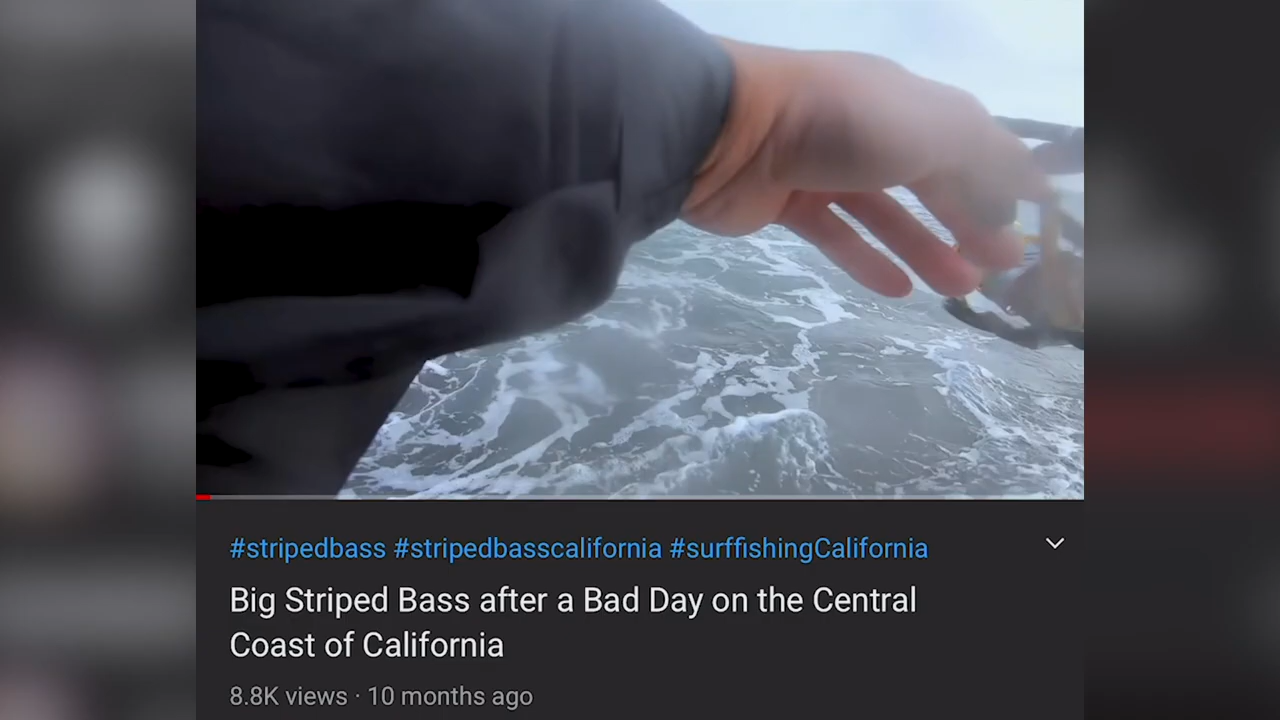 #stripedbass #stripedbasscalifornia #surffishingCalifornia
Big Striped Bass after a Bad Day on the Central
Coast of California
8.8K views · 10 months ago